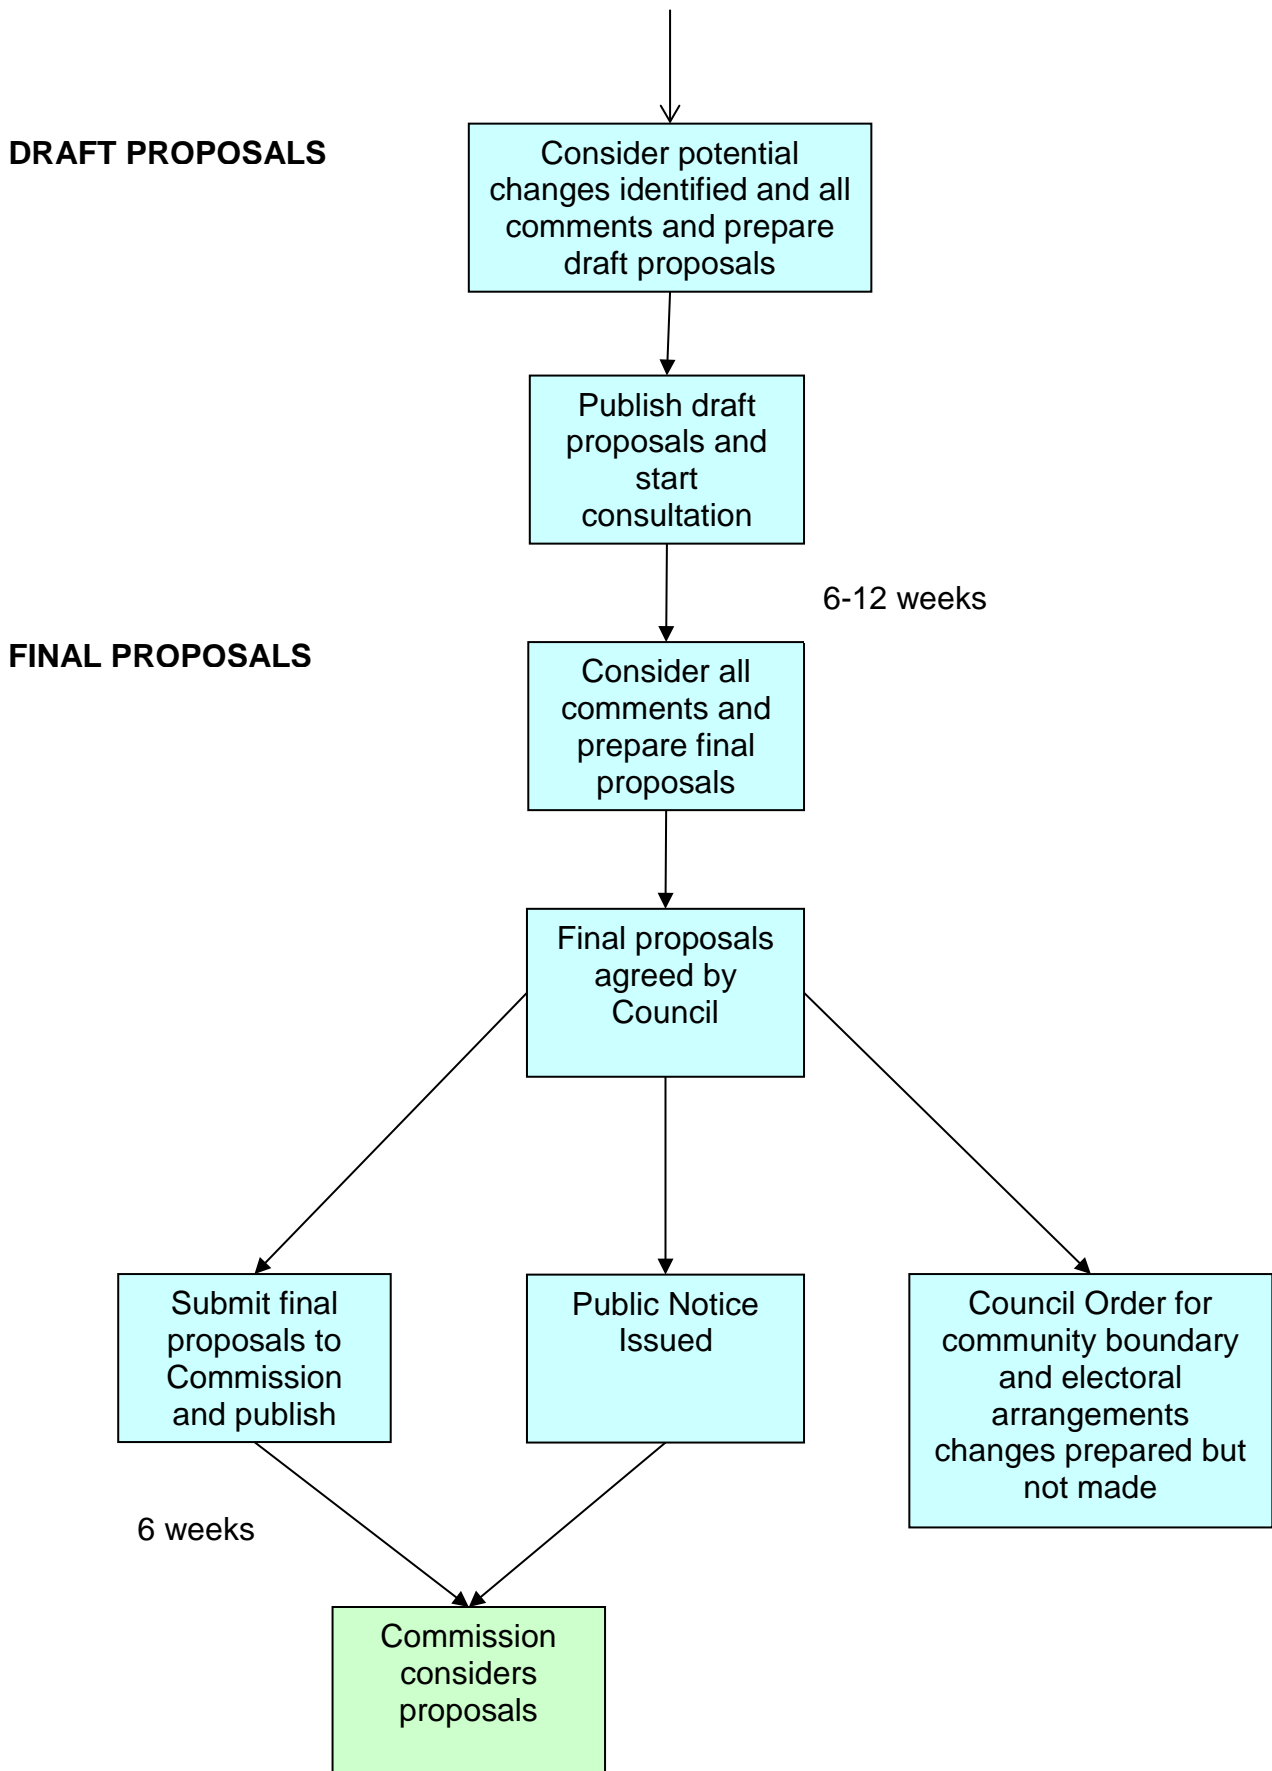 DRAFT PROPOSALS
Consider potential
changes identified and all
comments and prepare
draft proposals
Publish draft
proposals and
start
consultation
6-12 weeks
FINAL PROPOSALS
Consider all
comments and
prepare final
proposals
Final proposals
agreed by
Council
Submit final
proposals to
Commission
and publish
Public Notice
Issued
Council Order for
community boundary
and electoral
arrangements
changes prepared but
not made
6 weeks
Commission
considers
proposals